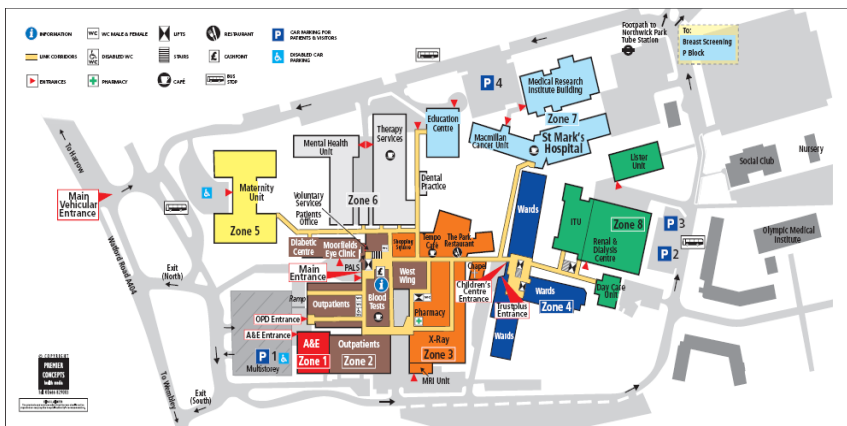 INFORMATION
WC MALE & FEMALE
LIFTS
RESTAURANT
CAR PARKING FOR
PATIENTS & VISITORS
LINK CORRIDORS
DISABLED WC
STAIRS
CASHPOINT
DISABLED CAR
PARKING
ENTRANCES
PHARMACY
CAFÉ
BUS
STOP
Footpath to
Northwick Park
Tube Station
To:
Breast Screening
P Block
P 4
Medical Research
Institute Building
Zone 7
St Mark's
Hospital
Macmillan
Cancer Unit
Education
Centre
Therapy
Services
Mental Health
Unit
Dental
Practice
Zone 6
Lister
Unit
Social Club
Nursery
To Harrow
Main
Vehicular
Entrance
Watford Road A404
Maternity
Unit
Zone 5
Voluntary
Services
Patients
Office
Diabetic
Centre
Moorfields
Eye Clinic
PALS
Main
Entrance
Shopping
Tempo
Café
The Park
Restaurant
Wards
ITU
Zone 8
Renal &
Dialysis
Centre
P 3
P 2
Olympic Medical
Institute
Exit
(North)
West
Wing
Chapel
Children's
Centre
Entrance
Trustplus
Entrance
Wards
Zone 4
Day Care
Unit
Ramp
Outpatients
Blood
Tests
£
WC
Pharmacy
OPD Entrance
A&E Entrance
P 1
Multistorey
A&E
Zone 1
Outpatients
Zone 2
X-Ray
Zone 3
MRI Unit
Wards
To Wembley
Exit
(South)
COPYRIGHT
PREMIER
CONCEPTS